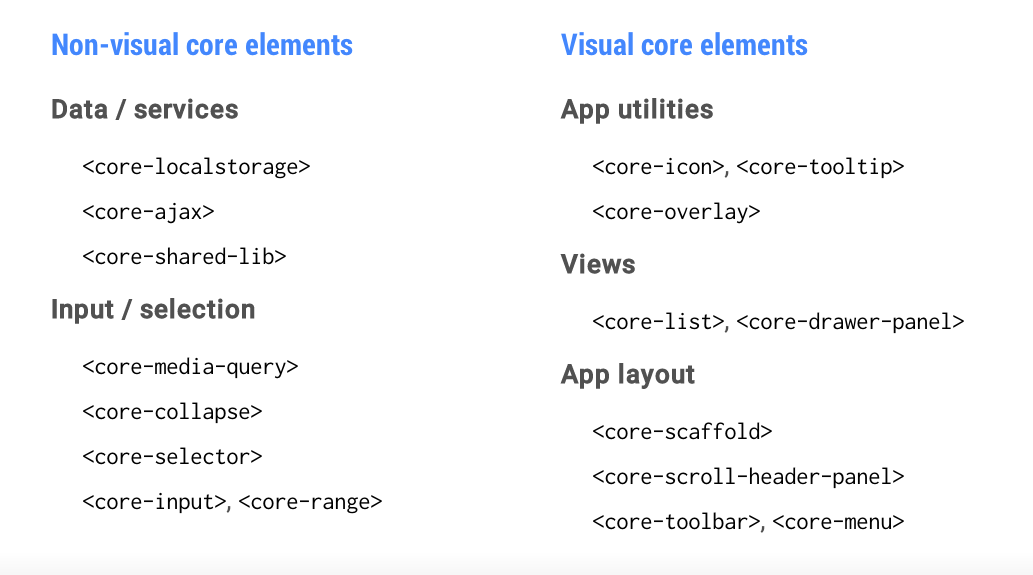 Non-visual core elements
Data / services
<core-localstorage>
<core-ajax>
<core-shared-lib>
Input / selection
<core-media-query>
<core-collapse>
<core-selector>
<core-input>, <core-range>
Visual core elements
App utilities
<core-icon>, <core-tooltip>
<core-overlay>
Views
<core-list>, <core-drawer-panel>
App layout
<core-scaffold>
<core-scroll-header-panel>
<core-toolbar>, <core-menu>